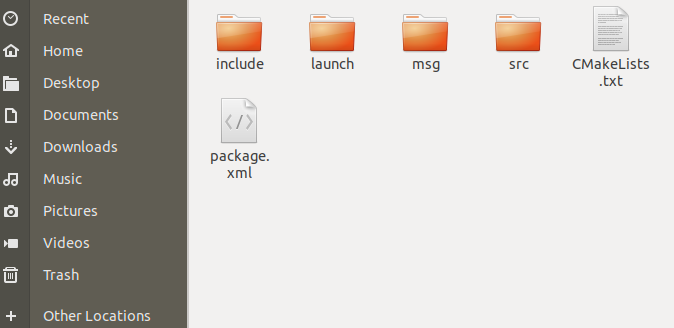 Recent
Home
Desktop
Documents
Downloads
Music
Pictures
Videos
Trash
Other Locations
include
launch
msg
src
CMakeLists
.txt
package.
xml